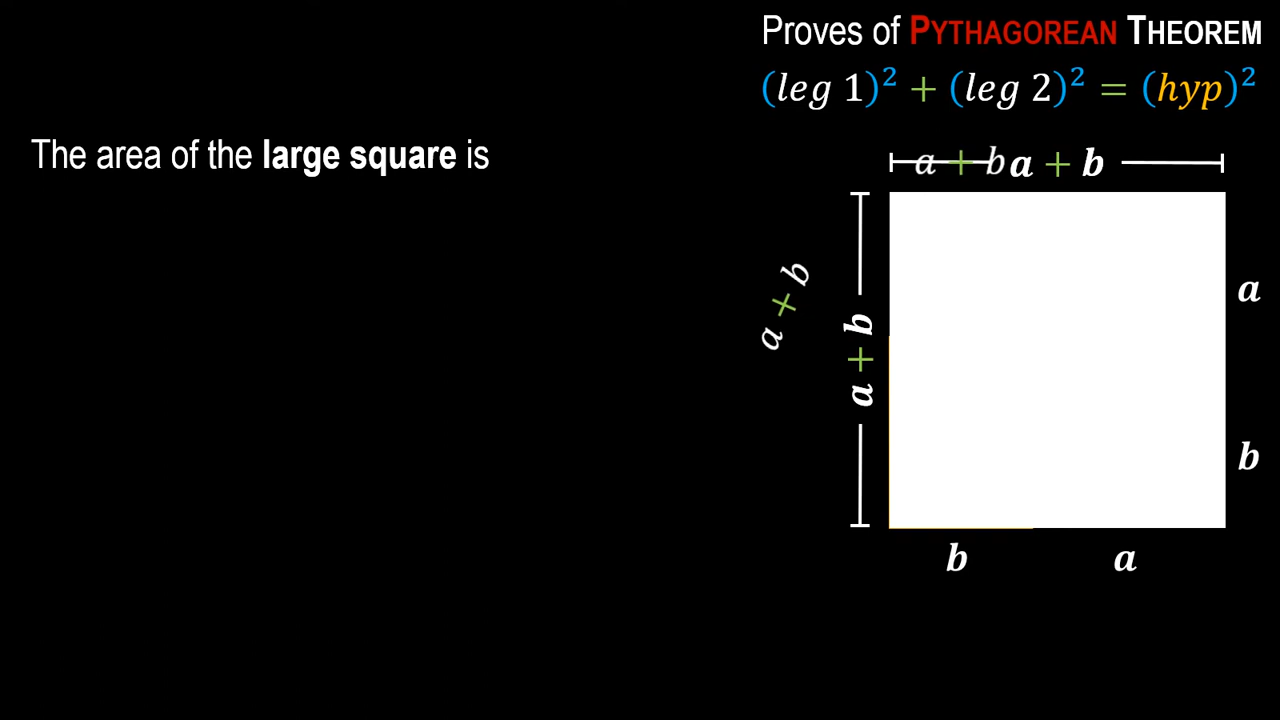 Proves of PYTHAGOREAN THEOREM
(leg 1)² + (leg 2)² = (hyp)²
The area of the large square is
a + b
a + b
a + b
a + b
a
b
b
a